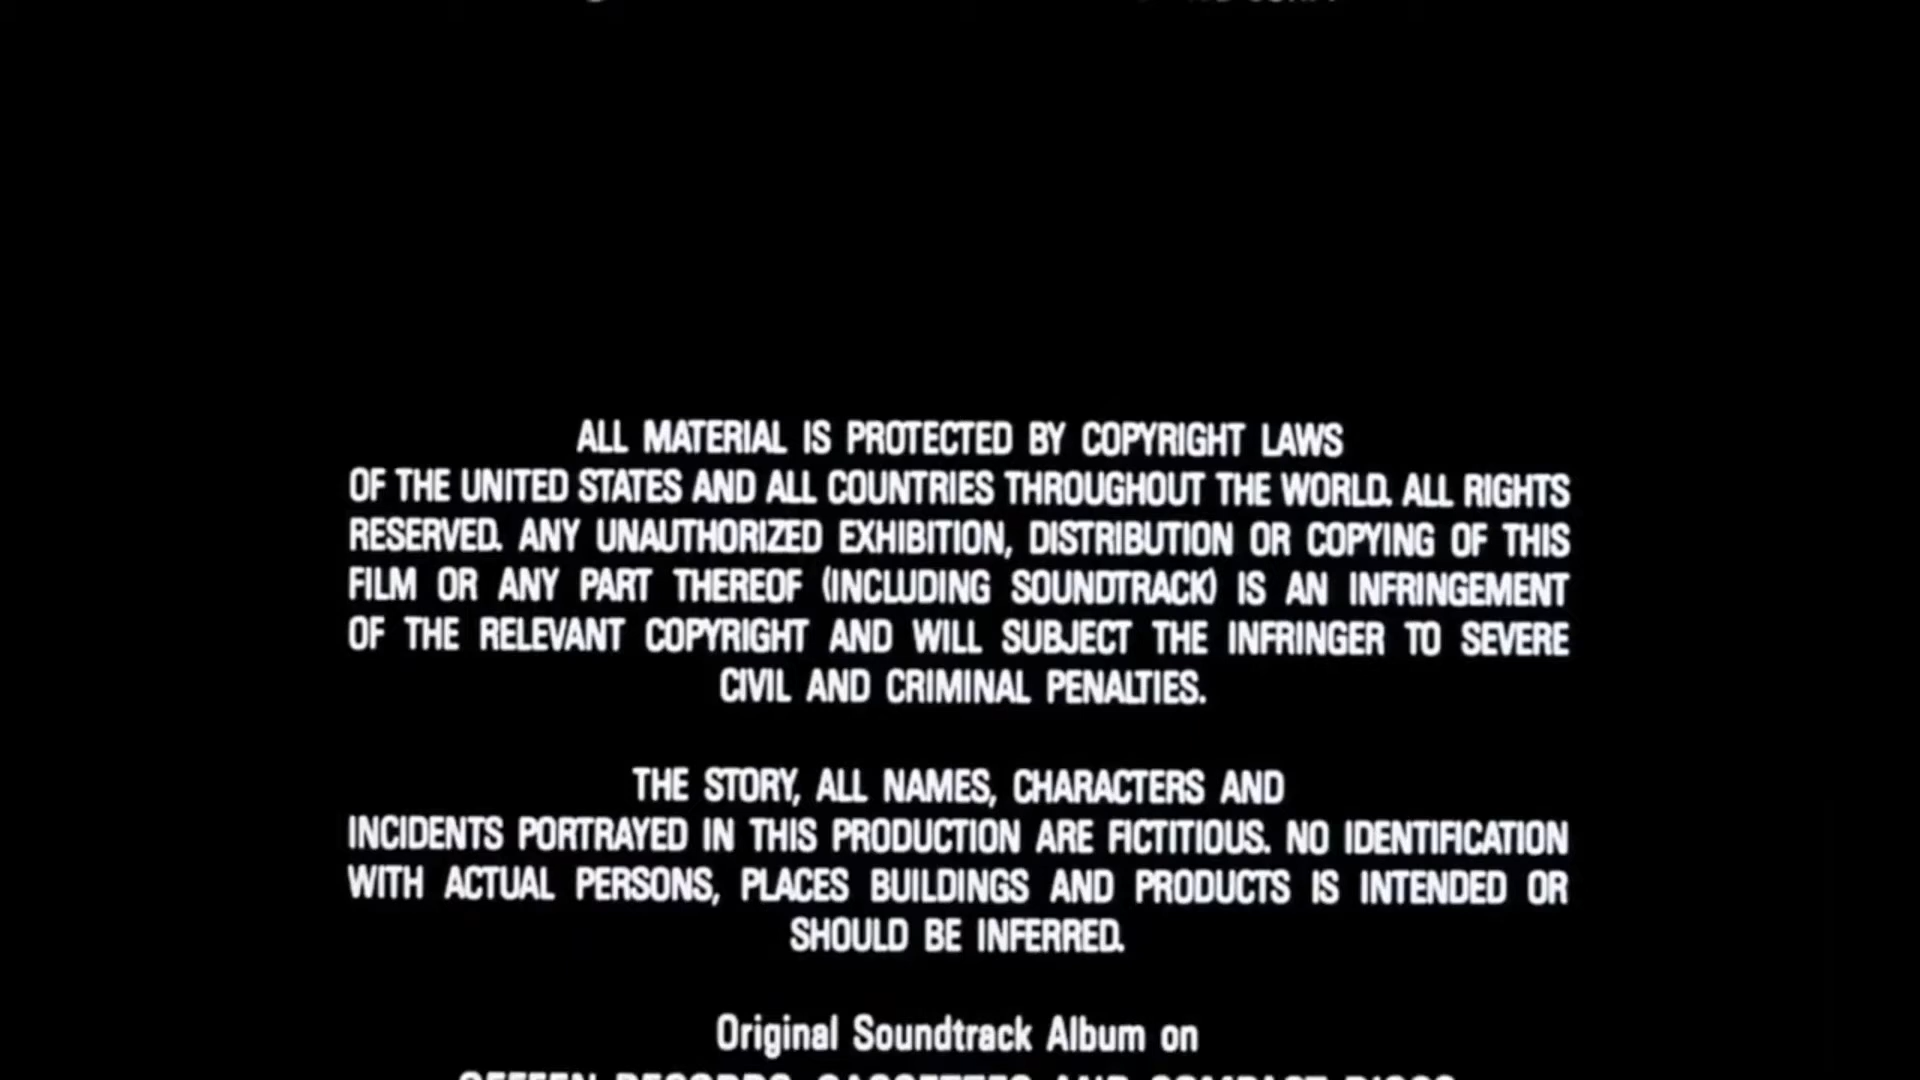 ALL MATERIAL IS PROTECTED BY COPYRIGHT LAWS
OF THE UNITED STATES AND ALL COUNTRIES THROUGHOUT THE WORLD. ALL RIGHTS
RESERVED. ANY UNAUTHORIZED EXHIBITION, DISTRIBUTION OR COPYING OF THIS
FILM OR ANY PART THEREOF (INCLUDING SOUNDTRACK) IS AN INFRINGEMENT
OF THE RELEVANT COPYRIGHT AND WILL SUBJECT THE INFRINGER TO SEVERE
CIVIL AND CRIMINAL PENALTIES.
THE STORY, ALL NAMES, CHARACTERS AND
INCIDENTS PORTRAYED IN THIS PRODUCTION ARE FICTITIOUS. NO IDENTIFICATION
WITH ACTUAL PERSONS, PLACES BUILDINGS AND PRODUCTS IS INTENDED OR
SHOULD BE INFERRED.
Original Soundtrack Album on